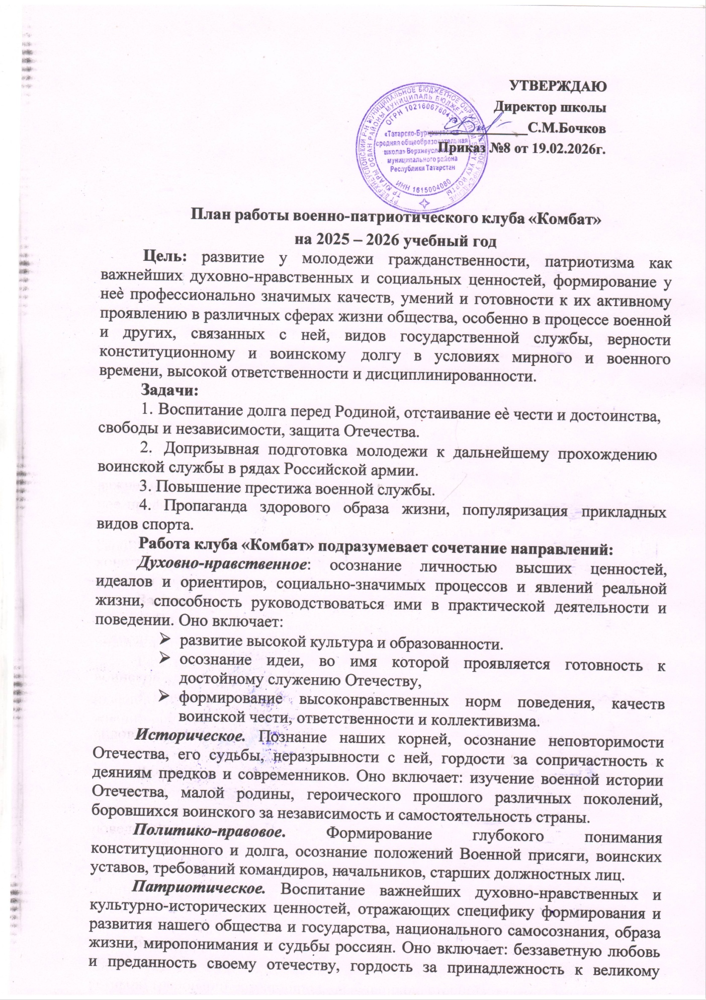 УТВЕРЖДАЮ
Директор школы
С.М.Бочков
Приказ №8 от 19.02.2026г.
РТ ВЕРХНЕУСЛОНСКИЙ Р-Н МУНИЦИПАЛЬНОЕ БЮДЖЕТНОЕ ОБРАЗОВАТЕЛЬНОЕ УЧРЕЖДЕНИЕ
ТР ЮГАРЫ ОСЛАН РАЙОНЫ МУНИЦИПАЛЬ БЮДЖЕТ УКУ ЙОРТЫ
ОГРН 102160676043
«Татарско-Бурнашевская
средняя общеобразовательная
школа» Верхнеуслонского
муниципального района
Республики Татарстан
ИНН 1615004080
План работы военно-патриотического клуба «Комбат»
на 2025 – 2026 учебный год
Цель: развитие у молодежи гражданственности, патриотизма как
важнейших духовно-нравственных и социальных ценностей, формирование у
неѐ профессионально значимых качеств, умений и готовности к их активному
проявлению в различных сферах жизни общества, особенно в процессе военной
и других, связанных с ней, видов государственной службы, верности
конституционному и воинскому долгу в условиях мирного и военного
времени, высокой ответственности и дисциплинированности.
Задачи:
1. Воспитание долга перед Родиной, отстаивание еѐ чести и достоинства,
свободы и независимости, защита Отечества.
2. Допризывная подготовка молодежи к дальнейшему прохождению
воинской службы в рядах Российской армии.
3. Повышение престижа военной службы.
4. Пропаганда здорового образа жизни, популяризация прикладных
видов спорта.
Работа клуба «Комбат» подразумевает сочетание направлений:
Духовно-нравственное: осознание личностью высших ценностей,
идеалов и ориентиров, социально-значимых процессов и явлений реальной
жизни, способность руководствоваться ими в практической деятельности и
поведении. Оно включает:
➢ развитие высокой культура и образованности.
➢ осознание идеи, во имя которой проявляется готовность к
достойному служению Отечеству,
➢ формирование высоконравственных норм поведения, качеств
воинской чести, ответственности и коллективизма.
Историческое. Познание наших корней, осознание неповторимости
Отечества, его судьбы, неразрывности с ней, гордости за сопричастность к
деяниям предков и современников. Оно включает: изучение военной истории
Отечества, малой родины, героического прошлого различных поколений,
боровшихся воинского за независимость и самостоятельность страны.
Политико-правовое. Формирование глубокого понимания
конституционного и долга, осознание положений Военной присяги, воинских
уставов, требований командиров, начальников, старших должностных лиц.
Патриотическое. Воспитание важнейших духовно-нравственных и
культурно-исторических ценностей, отражающих специфику формирования и
развития нашего общества и государства, национального самосознания, образа
жизни, миропонимания и судьбы россиян. Оно включает: беззаветную любовь
и преданность своему отечеству, гордость за принадлежность к великому